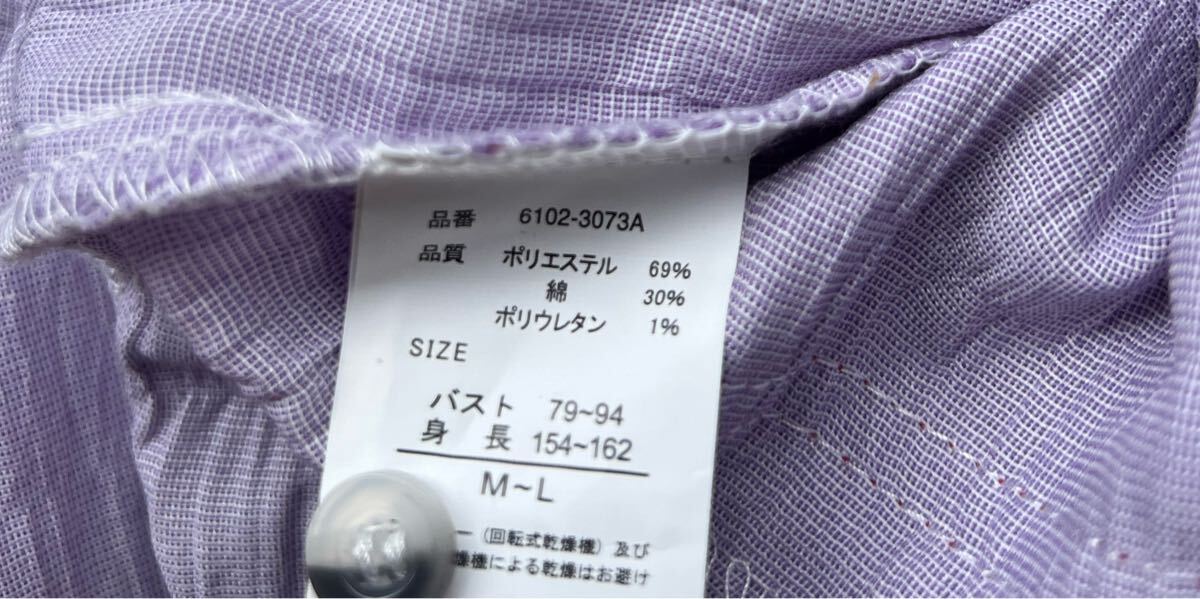 品番 6102-3073A
品質 ポリエステル 69%
綿 30%
ポリウレタン 1%
SIZE
バスト 79~94
身長 154~162
M~L
ー(回転式乾燥機)及び
燥機による乾燥はお避け